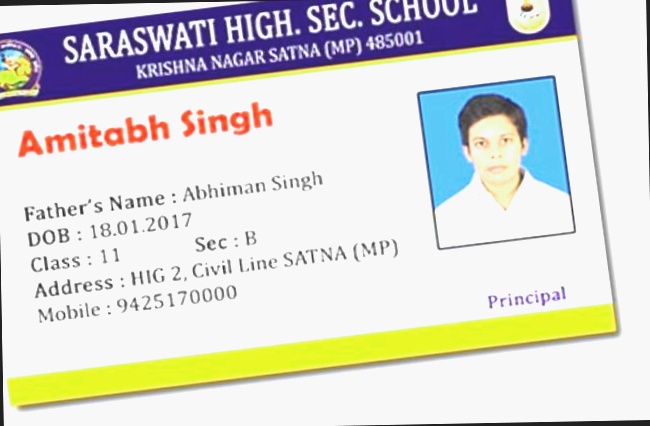 SARASWATI HIGH. SEC. SCHOOL
KRISHNA NAGAR SATNA (MP) 485001
Amitabh Singh
Father's Name : Abhiman Singh
DOB : 18.01.2017
Class : 11 Sec : B
Address : HIG 2, Civil Line SATNA (MP)
Mobile : 9425170000
Principal